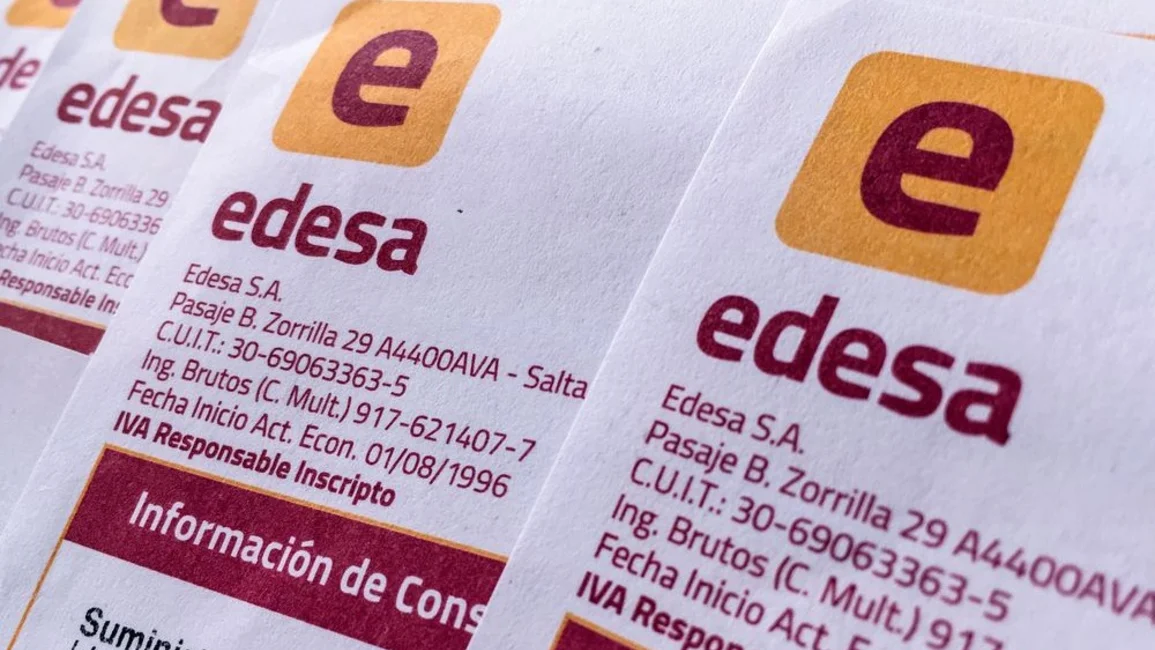 de
edesa
Edesa S.A.
Pasaje B. Zorrilla 29
C.U.I.T.: 30-6906336
Ing. Brutos (C. Mult.)
Fecha Inicio Act. Eco
Responsable Ins
e
edesa
Edesa S.A.
Pasaje B. Zorrilla 29 A4400AVA - Salta
C.U.I.T.: 30-69063363-5
Ing. Brutos (C. Mult.) 917-621407-7
Fecha Inicio Act. Econ. 01/08/1996
IVA Responsable Inscripto
Información de Cons
Sumini
e
edesa
Edesa S.A.
Pasaje B. Zorrilla 29 A4400AVA
C.U.I.T.: 30-69063363-5
Ing. Brutos (C. Mult.) 917
Fecha Inicio Act. E
IVA Respon